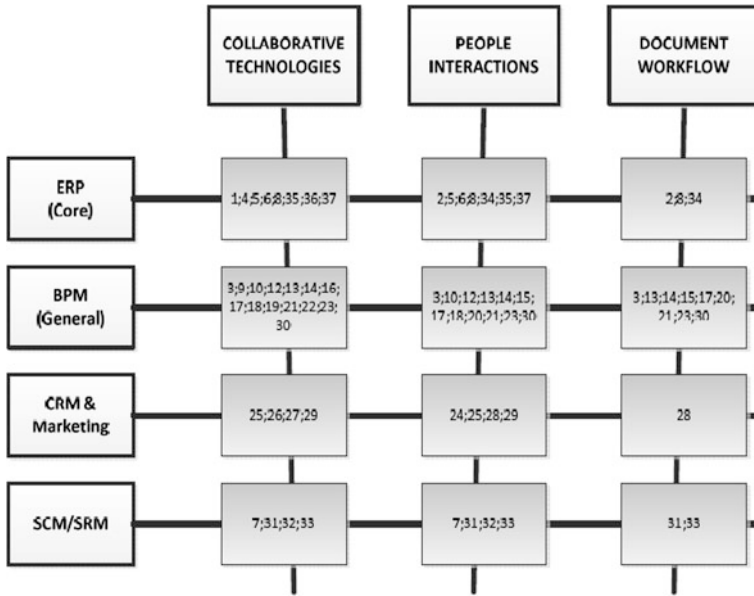 COLLABORATIVE
TECHNOLOGIES
PEOPLE
INTERACTIONS
DOCUMENT
WORKFLOW
ERP
(Core)
1;4;5;6;8;35;36;37
2;5;6;8;34;35;37
2;8;34
BPM
(General)
3;9;10;12;13;14;16;
17;18;19;21;22;23;
30
3;10;12;13;14;15;
17;18;20;21;23;30
3;13;14;15;17;20;
21;23;30
CRM &
Marketing
25;26;27;29
24;25;28;29
28
SCM/SRM
7;31;32;33
7;31;32;33
31;33